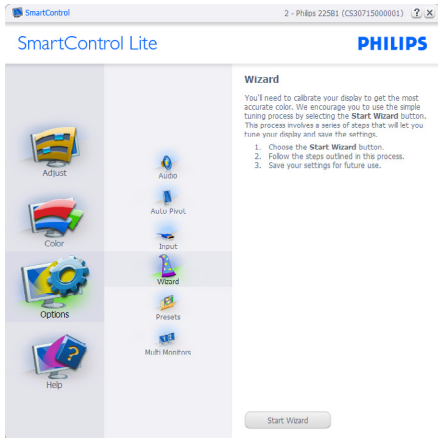 SmartControl
2 - Philips 225B1 (CS30715000001)
?
X
SmartControl Lite
PHILIPS
Adjust
Color
Options
Help
Audio
Auto Pivot
Input
Wizard
Presets
Multi Monitors
Wizard
You'll need to calibrate your display to get the most
accurate color. We encourage you to use the simple
tuning process by selecting the Start Wizard button.
This process involves a series of steps that will let you
tune your display and save the settings.
1. Choose the Start Wizard button.
2. Follow the steps outlined in this process.
3. Save your settings for future use.
Start Wizard